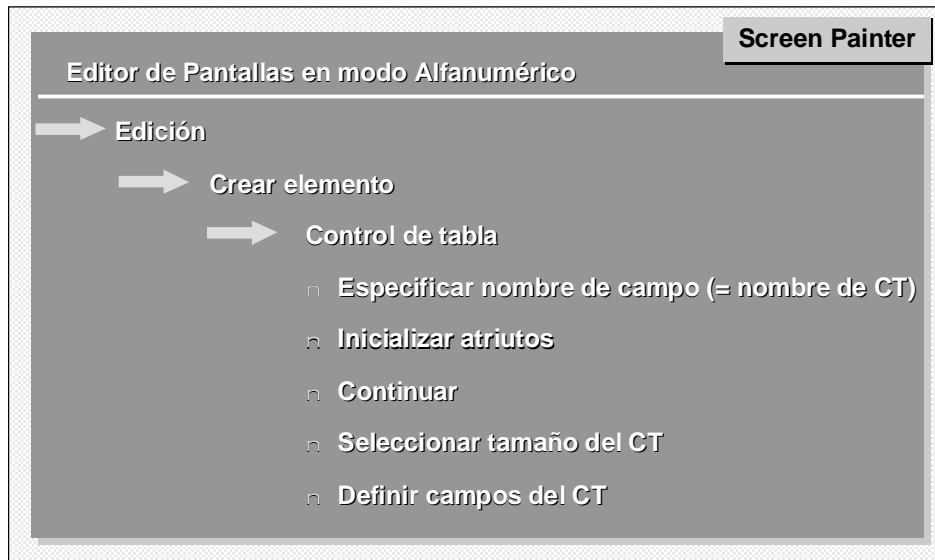 Screen Painter
Editor de Pantallas en modo Alfanumérico
Edición
Crear elemento
Control de tabla
n Especificar nombre de campo (= nombre de CT)
n Inicializar atriutos
n Continuar
n Seleccionar tamaño del CT
n Definir campos del CT